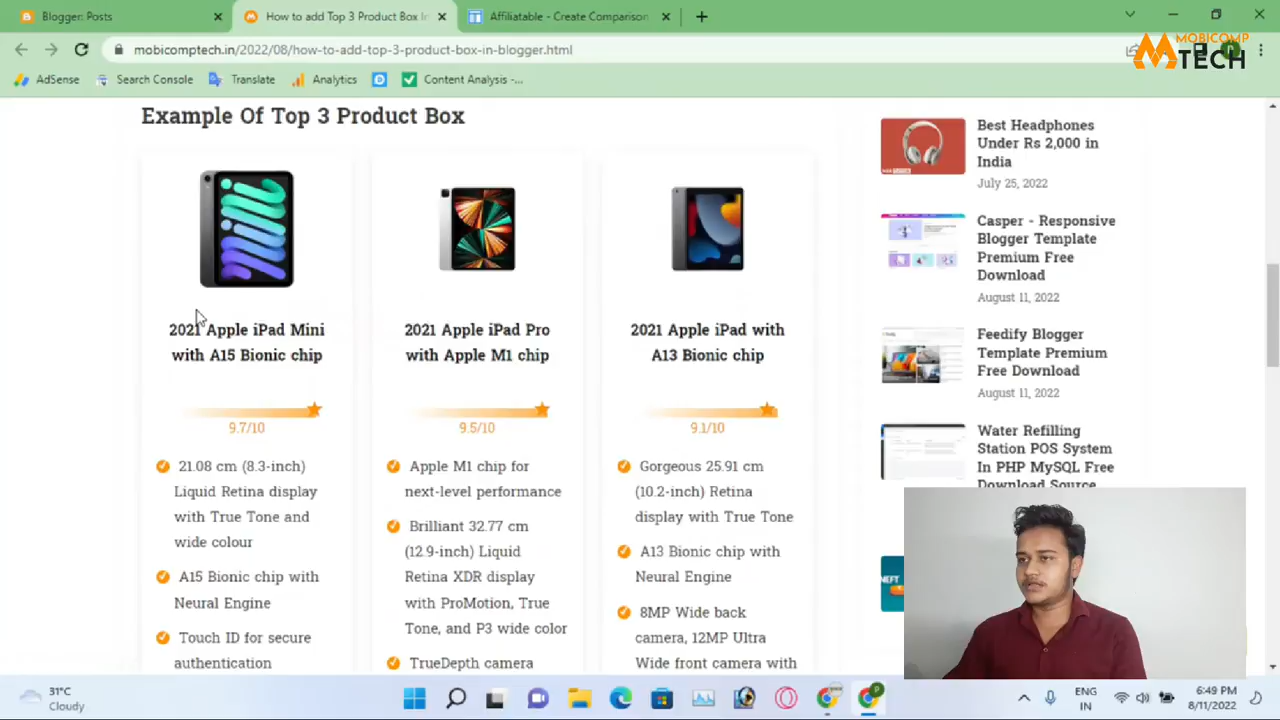 Blogger: Posts
How to add Top 3 Product Box In
Affiliatable - Create Comparison
mobicomptech.in/2022/08/how-to-add-top-3-product-box-in-blogger.html
MOBICOMP
TECH
AdSense
Search Console
Translate
Analytics
Content Analysis -...
Example Of Top 3 Product Box
2021 Apple iPad Mini
with A15 Bionic chip
9.7/10
21.08 cm (8.3-inch)
Liquid Retina display
with True Tone and
wide colour
A15 Bionic chip with
Neural Engine
Touch ID for secure
authentication
2021 Apple iPad Pro
with Apple M1 chip
9.5/10
Apple M1 chip for
next-level performance
Brilliant 32.77 cm
(12.9-inch) Liquid
Retina XDR display
with ProMotion, True
Tone, and P3 wide color
TrueDepth camera
2021 Apple iPad with
A13 Bionic chip
9.1/10
Gorgeous 25.91 cm
(10.2-inch) Retina
display with True Tone
A13 Bionic chip with
Neural Engine
8MP Wide back
camera, 12MP Ultra
Wide front camera with
Best Headphones
Under Rs 2,000 in
India
July 25, 2022
Casper - Responsive
Blogger Template
Premium Free
Download
August 11, 2022
Feedify Blogger
Template Premium
Free Download
August 11, 2022
Water Refilling
Station POS System
In PHP MySQL Free
Download Source
NEFT
31°C
Cloudy
ENG
IN
6:49 PM
8/11/2022